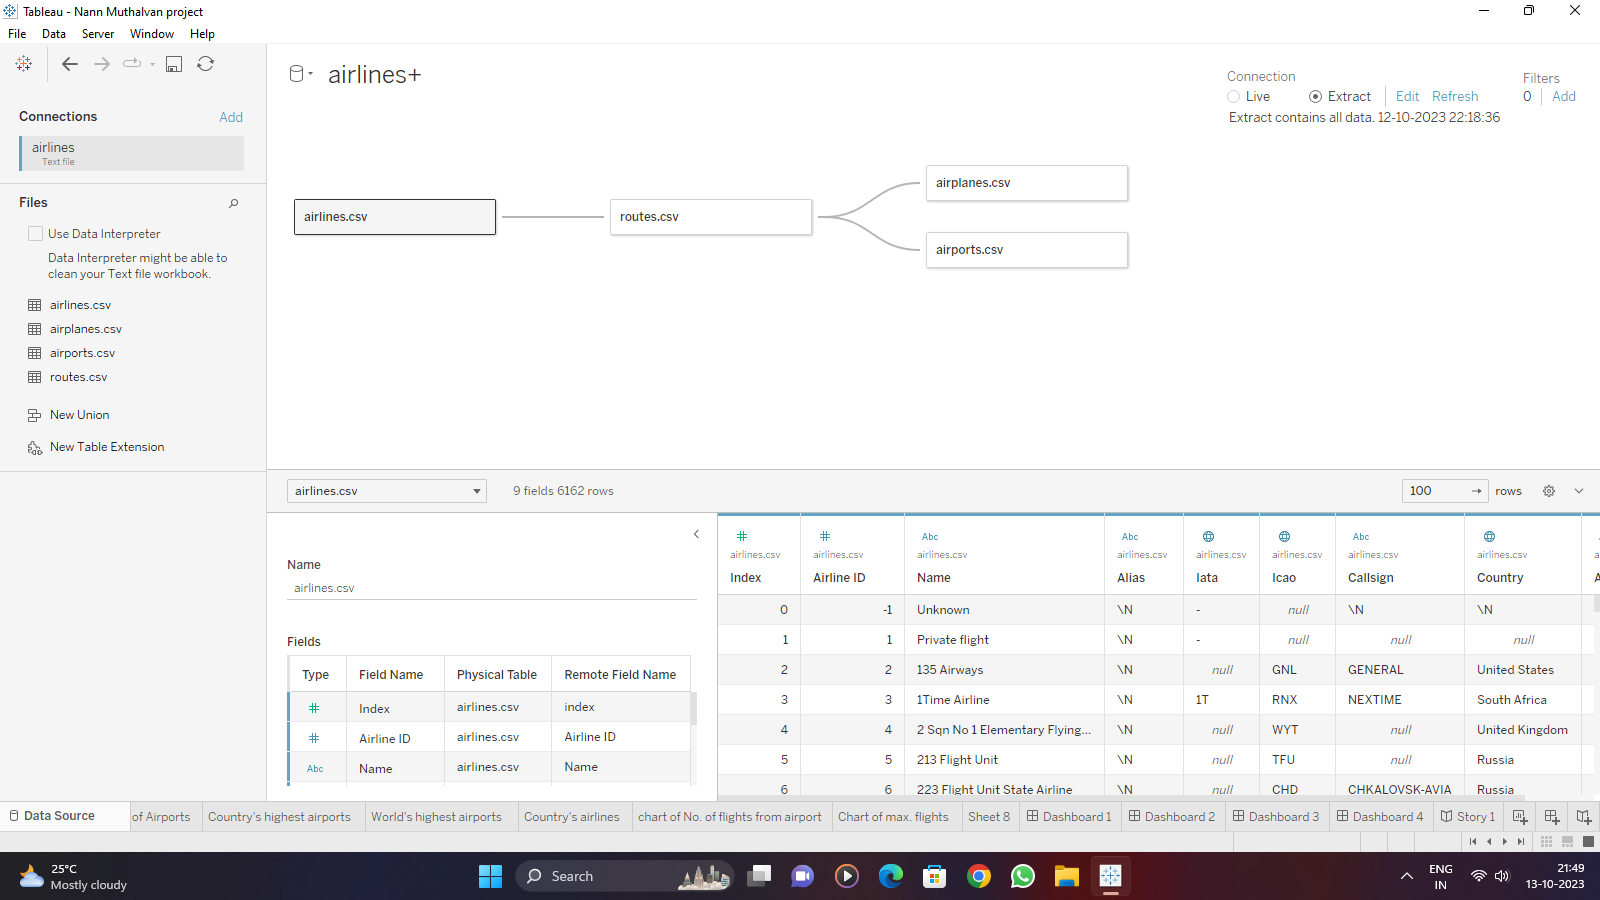 Tableau - Nann Muthalvan project
File Data Server Window Help
Connections Add
airlines
Text file
Files
Use Data Interpreter
Data Interpreter might be able to
clean your Text file workbook.
airlines.csv
airplanes.csv
airports.csv
routes.csv
New Union
New Table Extension
airlines+
Connection
Live Extract Edit Refresh
Extract contains all data. 12-10-2023 22:18:36
Filters
0 Add
airlines.csv
routes.csv
airplanes.csv
airports.csv
airlines.csv 9 fields 6162 rows 100 → rows
Name
airlines.csv
Fields
Type Field Name Physical Table Remote Field Name
# Index airlines.csv index
# Airline ID airlines.csv Airline ID
Abc Name airlines.csv Name
# # Abc Abc Abc
airlines.csv airlines.csv airlines.csv airlines.csv airlines.csv airlines.csv airlines.csv airlines.csv
Index Airline ID Name Alias Iata Icao Callsign Country
0 -1 Unknown \N - null \N \N
1 1 Private flight \N - null null null
2 2 135 Airways \N null GNL GENERAL United States
3 3 1Time Airline \N 1T RNX NEXTIME South Africa
4 4 2 Sqn No 1 Elementary Flying... \N null WYT null United Kingdom
5 5 213 Flight Unit \N null TFU null Russia
6 6 223 Flight Unit State Airline \N null CHD CHKALOVSK-AVIA Russia
Data Source of Airports Country's highest airports World's highest airports Country's airlines chart of No. of flights from airport Chart of max. flights Sheet 8 Dashboard 1 Dashboard 2 Dashboard 3 Dashboard 4 Story 1
25°C
Mostly cloudy
Search
ENG
IN
21:49
13-10-2023